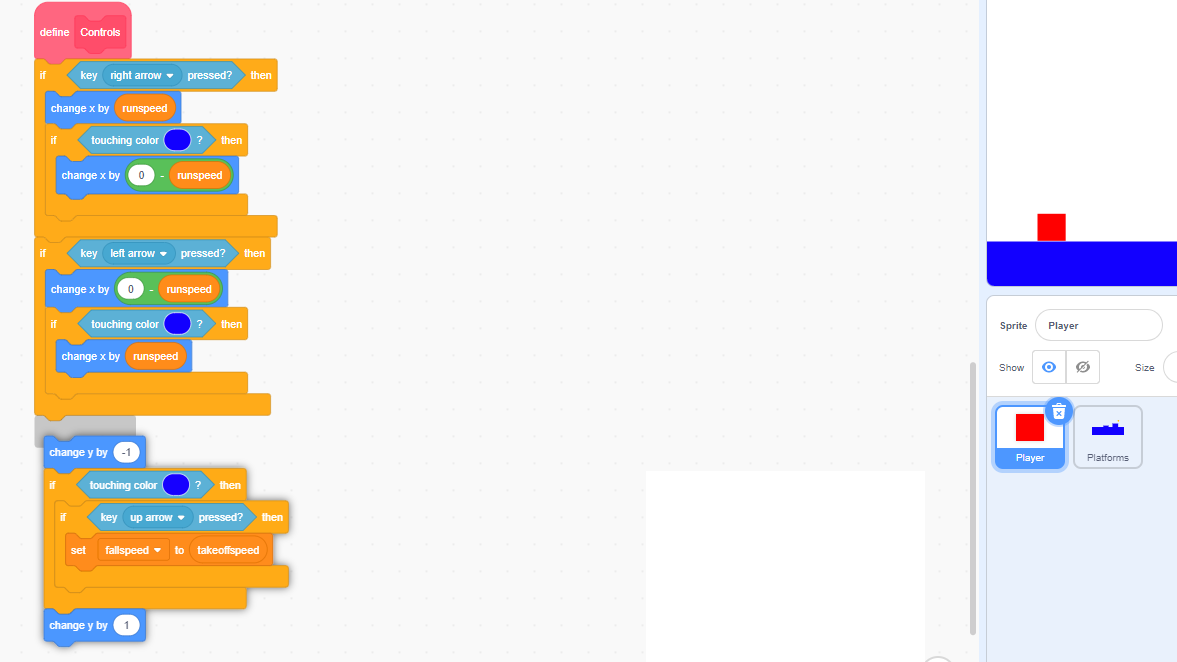 define Controls
if key right arrow pressed? then
change x by runspeed
if touching color ? then
change x by 0 - runspeed
if key left arrow pressed? then
change x by 0 - runspeed
if touching color ? then
change x by runspeed
change y by -1
if touching color ? then
if key up arrow pressed? then
set fallspeed to takeoffspeed
change y by 1
Sprite Player
Show Size
Player Platforms